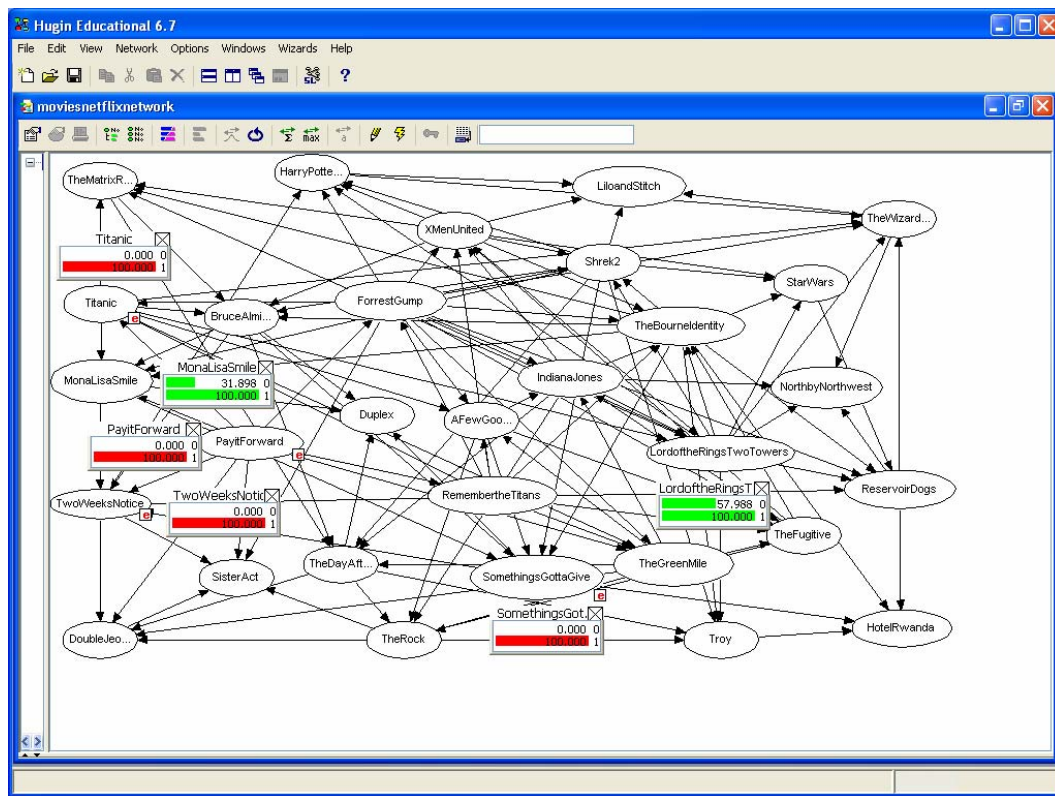 Hugin Educational 6.7
File Edit View Network Options Windows Wizards Help
?
moviesnetflixnetwork
Σ max a
TheMatrixR...
HarryPotte...
LiloandStitch
TheWizard...
XMenUnited
Titanic
0.000 0
100.000 1
Shrek2
StarWars
Titanic
e
BruceAlmi...
ForrestGump
TheBourneIdentity
MonaLisaSmile
MonaLisaSmile
31.898 0
100.000 1
IndianaJones
NorthbyNorthwest
Duplex
AFewGoo...
PayitForward
0.000 0
100.000 1
PayitForward
e
LordoftheRingsTwoTowers
TwoWeeksNotice
e
TwoWeeksNotic
0.000 0
100.000 1
RemembertheTitans
LordoftheRingsT
57.988 0
100.000 1
ReservoirDogs
TheFugitive
SisterAct
TheDayAft...
SomethingsGottaGive
e
TheGreenMile
SomethingsGot.
0.000 0
100.000 1
DoubleJeo...
TheRock
Troy
HotelRwanda